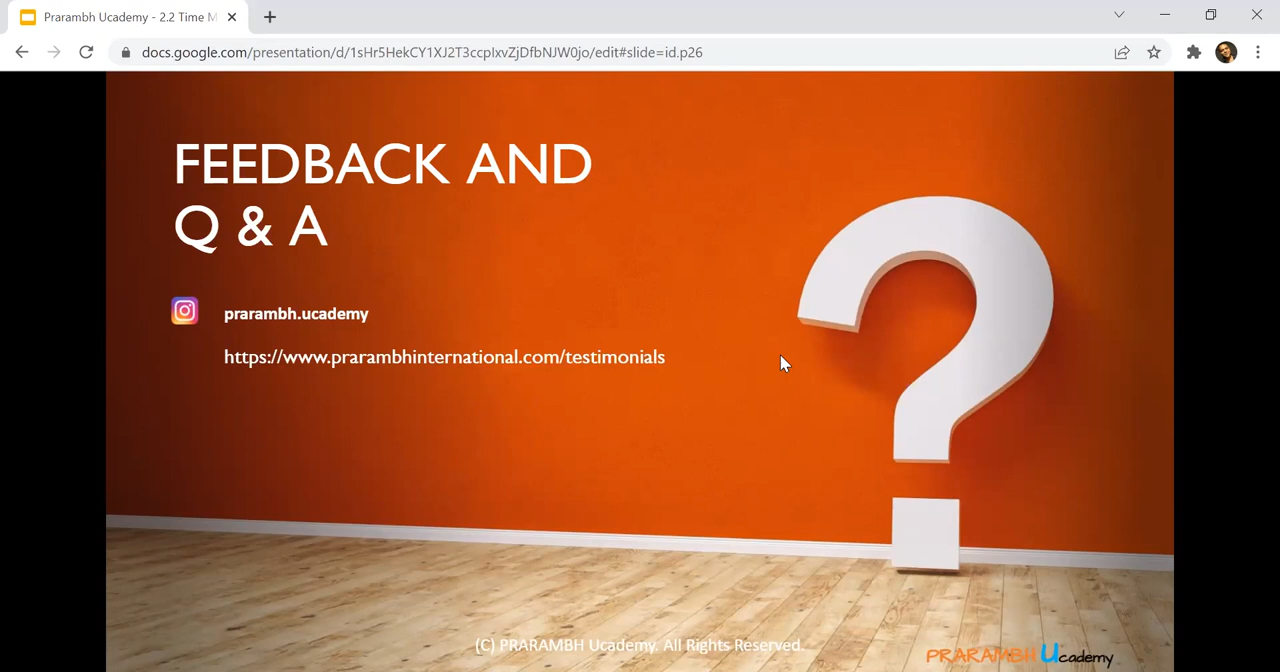 Prarambh Ucademy - 2.2 Time M
docs.google.com/presentation/d/1sHr5HekCY1XJ2T3ccpIxvZjDfbNJW0jo/edit#slide=id.p26
FEEDBACK AND
Q & A
prarambh.ucademy
https://www.prarambhinternational.com/testimonials
(C) PRARAMBH Ucademy. All Rights Reserved.
PRARAMBH Ucademy